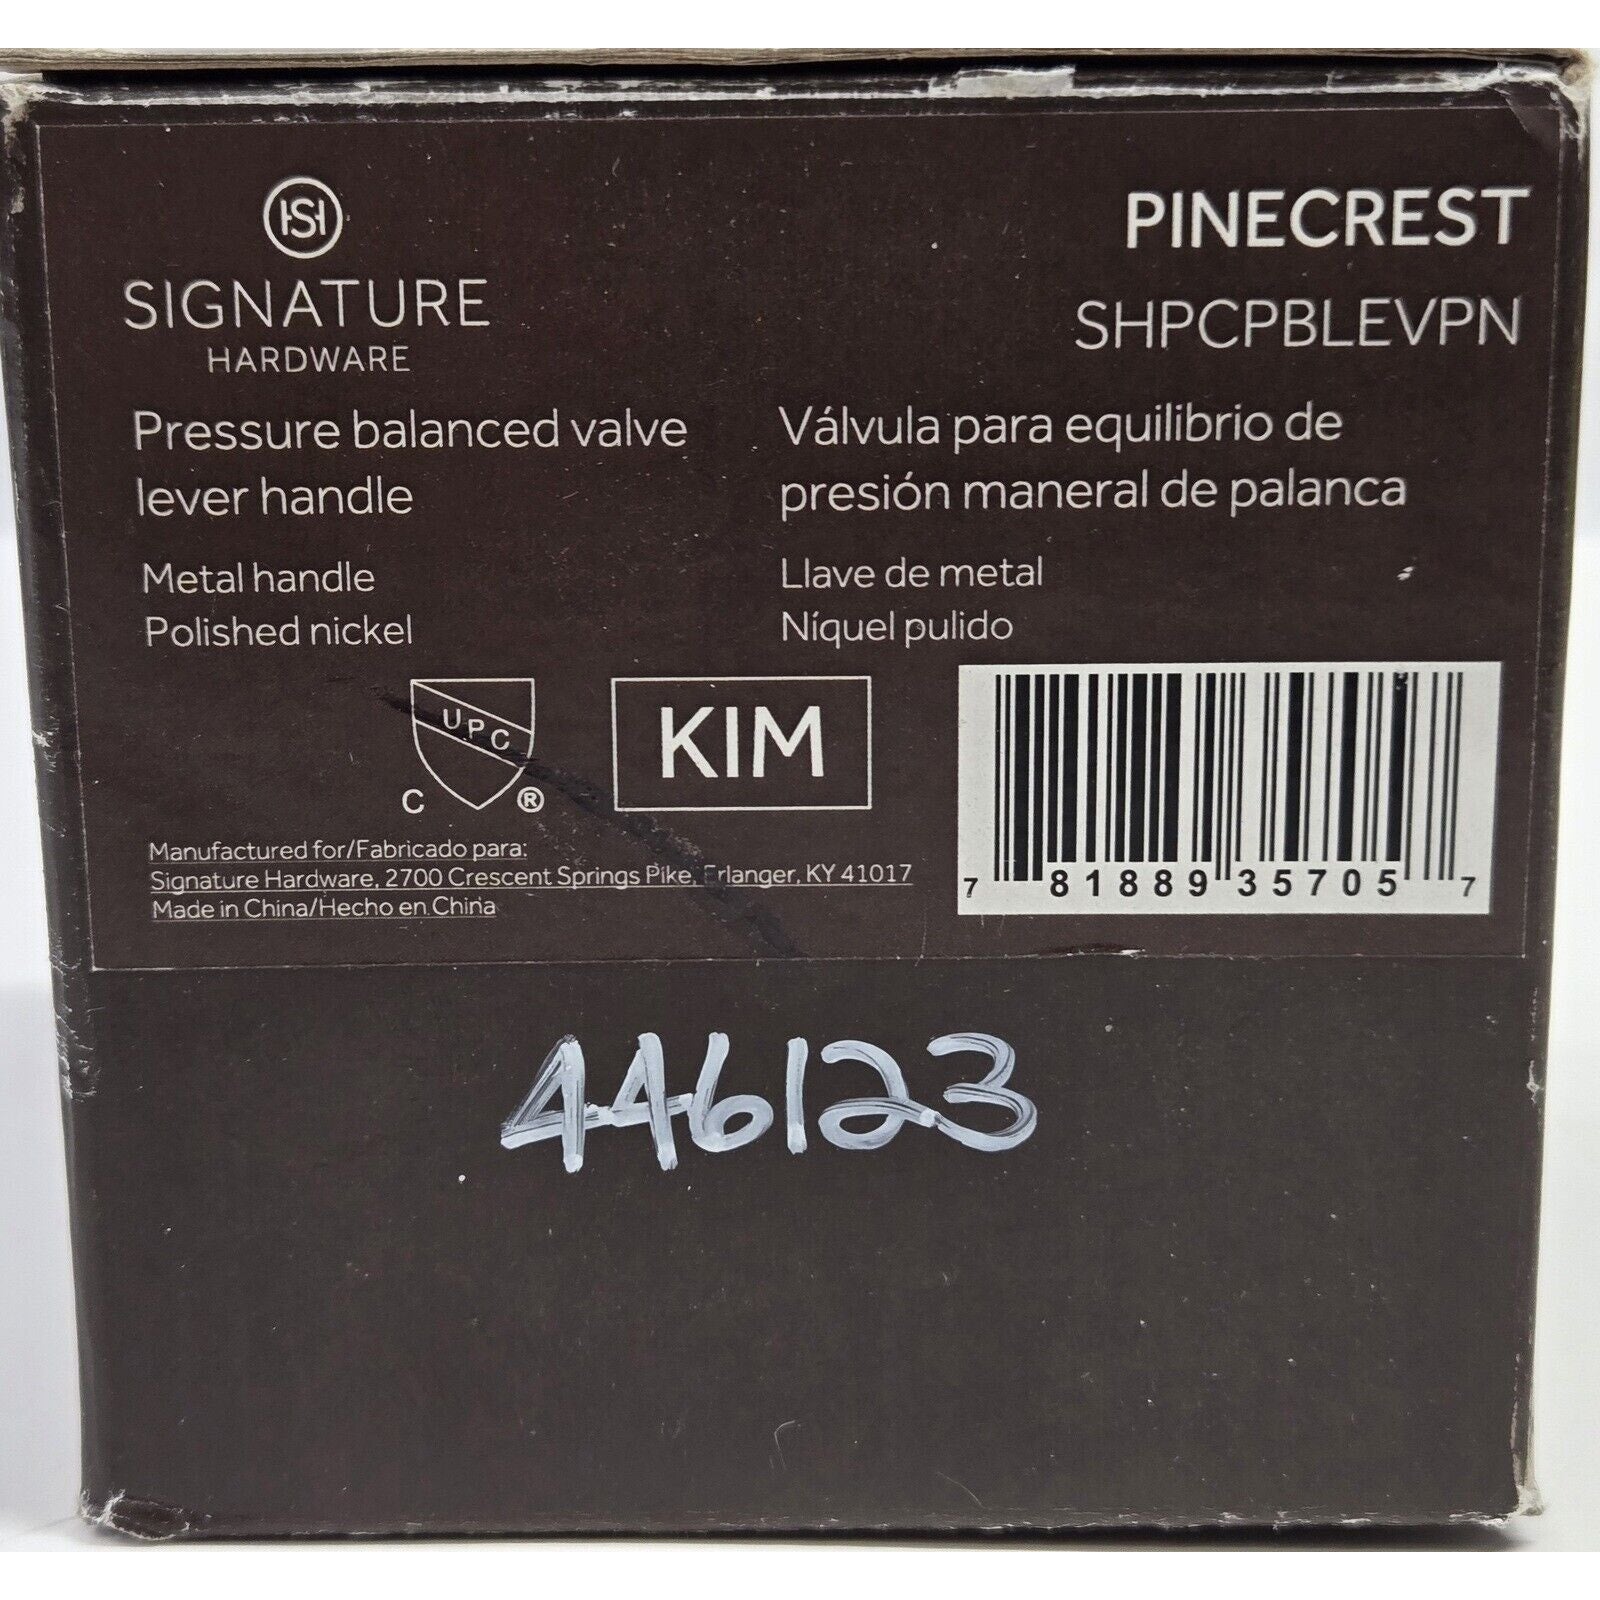 SH
SIGNATURE
HARDWARE
PINECREST
SHPCPBLEVPN
Pressure balanced valve
lever handle
Metal handle
Polished nickel
Válvula para equilibrio de
presión maneral de palanca
Llave de metal
Níquel pulido
UPC
C ®
KIM
Manufactured for/Fabricado para:
Signature Hardware, 2700 Crescent Springs Pike, Erlanger, KY 41017
Made in China/Hecho en China
7 81889 35705 7
446123